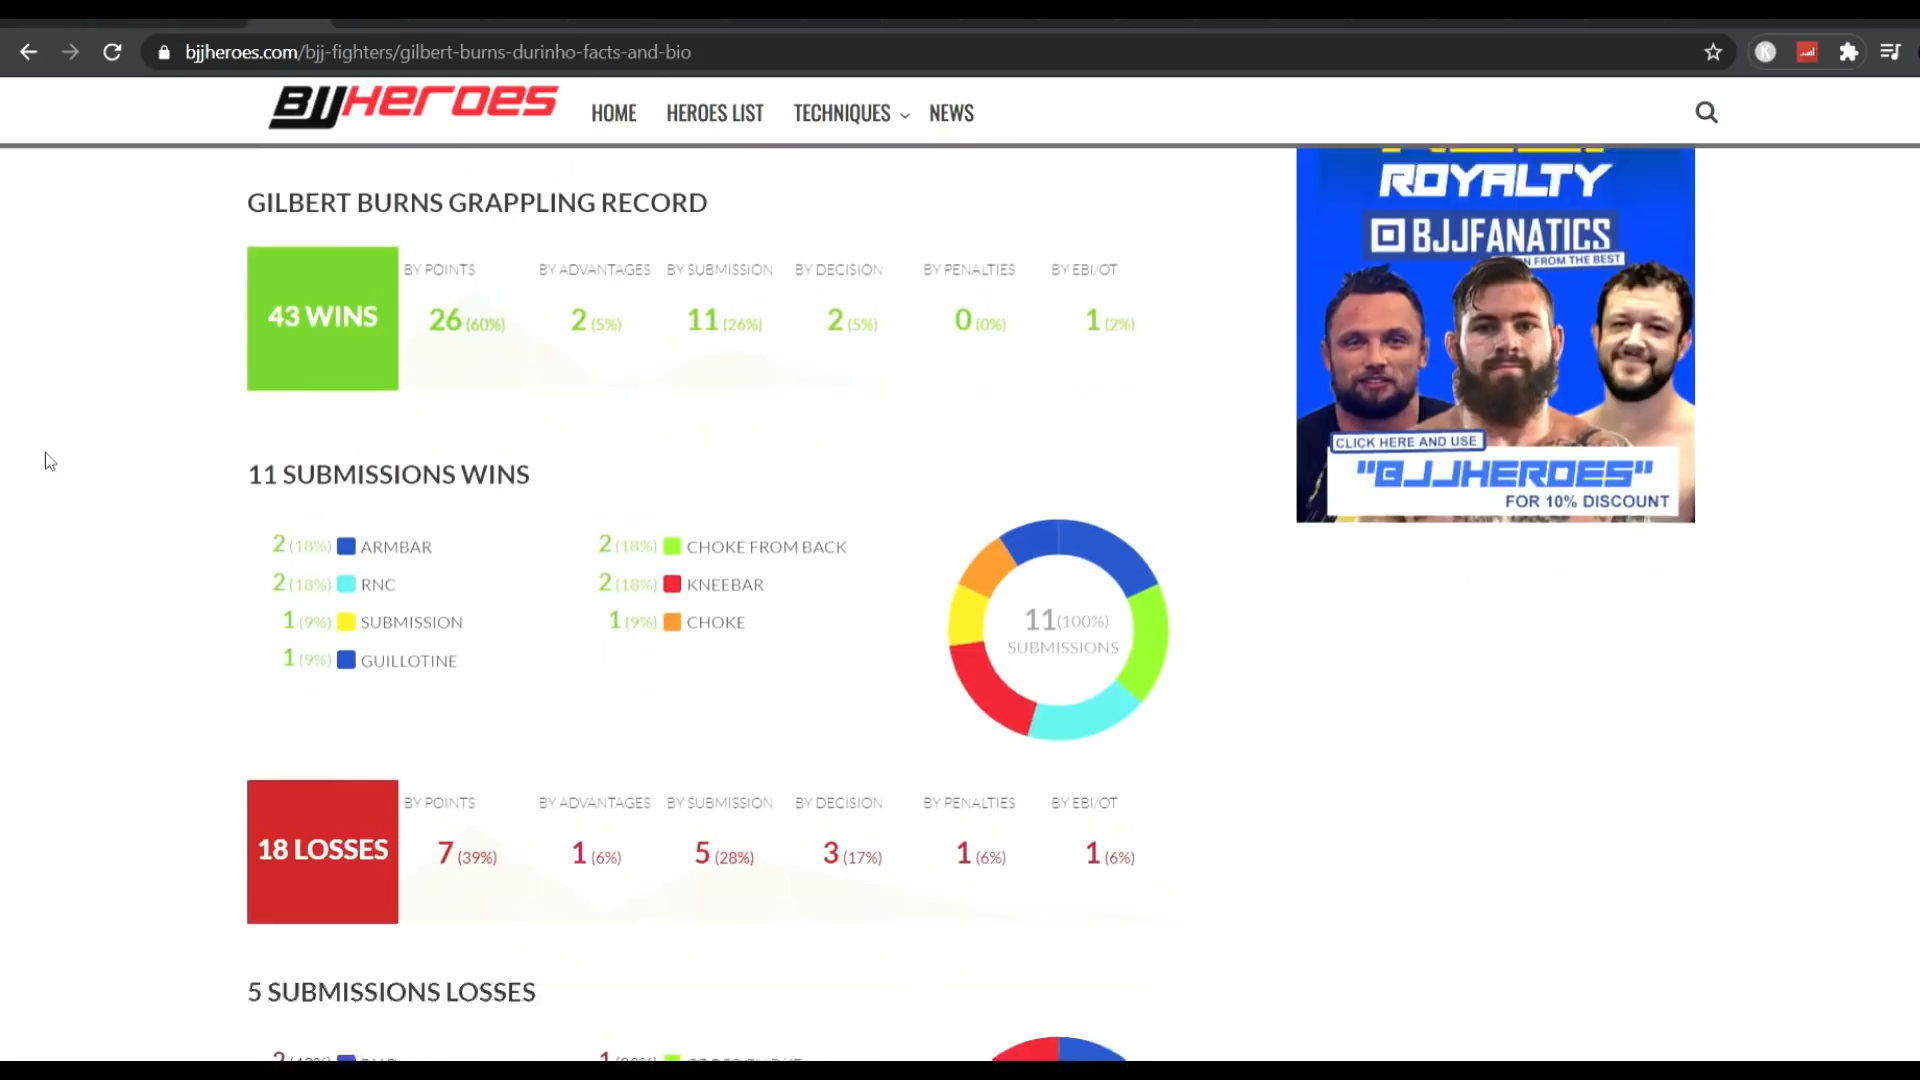 bjjheroes.com/bjj-fighters/gilbert-burns-durinho-facts-and-bio
K
BJJHEROES
HOME
HEROES LIST
TECHNIQUES
NEWS
ROYALTY
BJJFANATICS
N FROM THE BEST
CLICK HERE AND USE
"BJJHEROES"
FOR 10% DISCOUNT
GILBERT BURNS GRAPPLING RECORD
43 WINS
BY POINTS BY ADVANTAGES BY SUBMISSION BY DECISION BY PENALTIES BY EBI/OT
26 (60%) 2 (5%) 11 (26%) 2 (5%) 0 (0%) 1 (2%)
11 SUBMISSIONS WINS
2 (18%) ARMBAR
2 (18%) CHOKE FROM BACK
2 (18%) RNC
2 (18%) KNEEBAR
1 (9%) SUBMISSION
1 (9%) CHOKE
1 (9%) GUILLOTINE
11 (100%)
SUBMISSIONS
18 LOSSES
BY POINTS BY ADVANTAGES BY SUBMISSION BY DECISION BY PENALTIES BY EBI/OT
7 (39%) 1 (6%) 5 (28%) 3 (17%) 1 (6%) 1 (6%)
5 SUBMISSIONS LOSSES